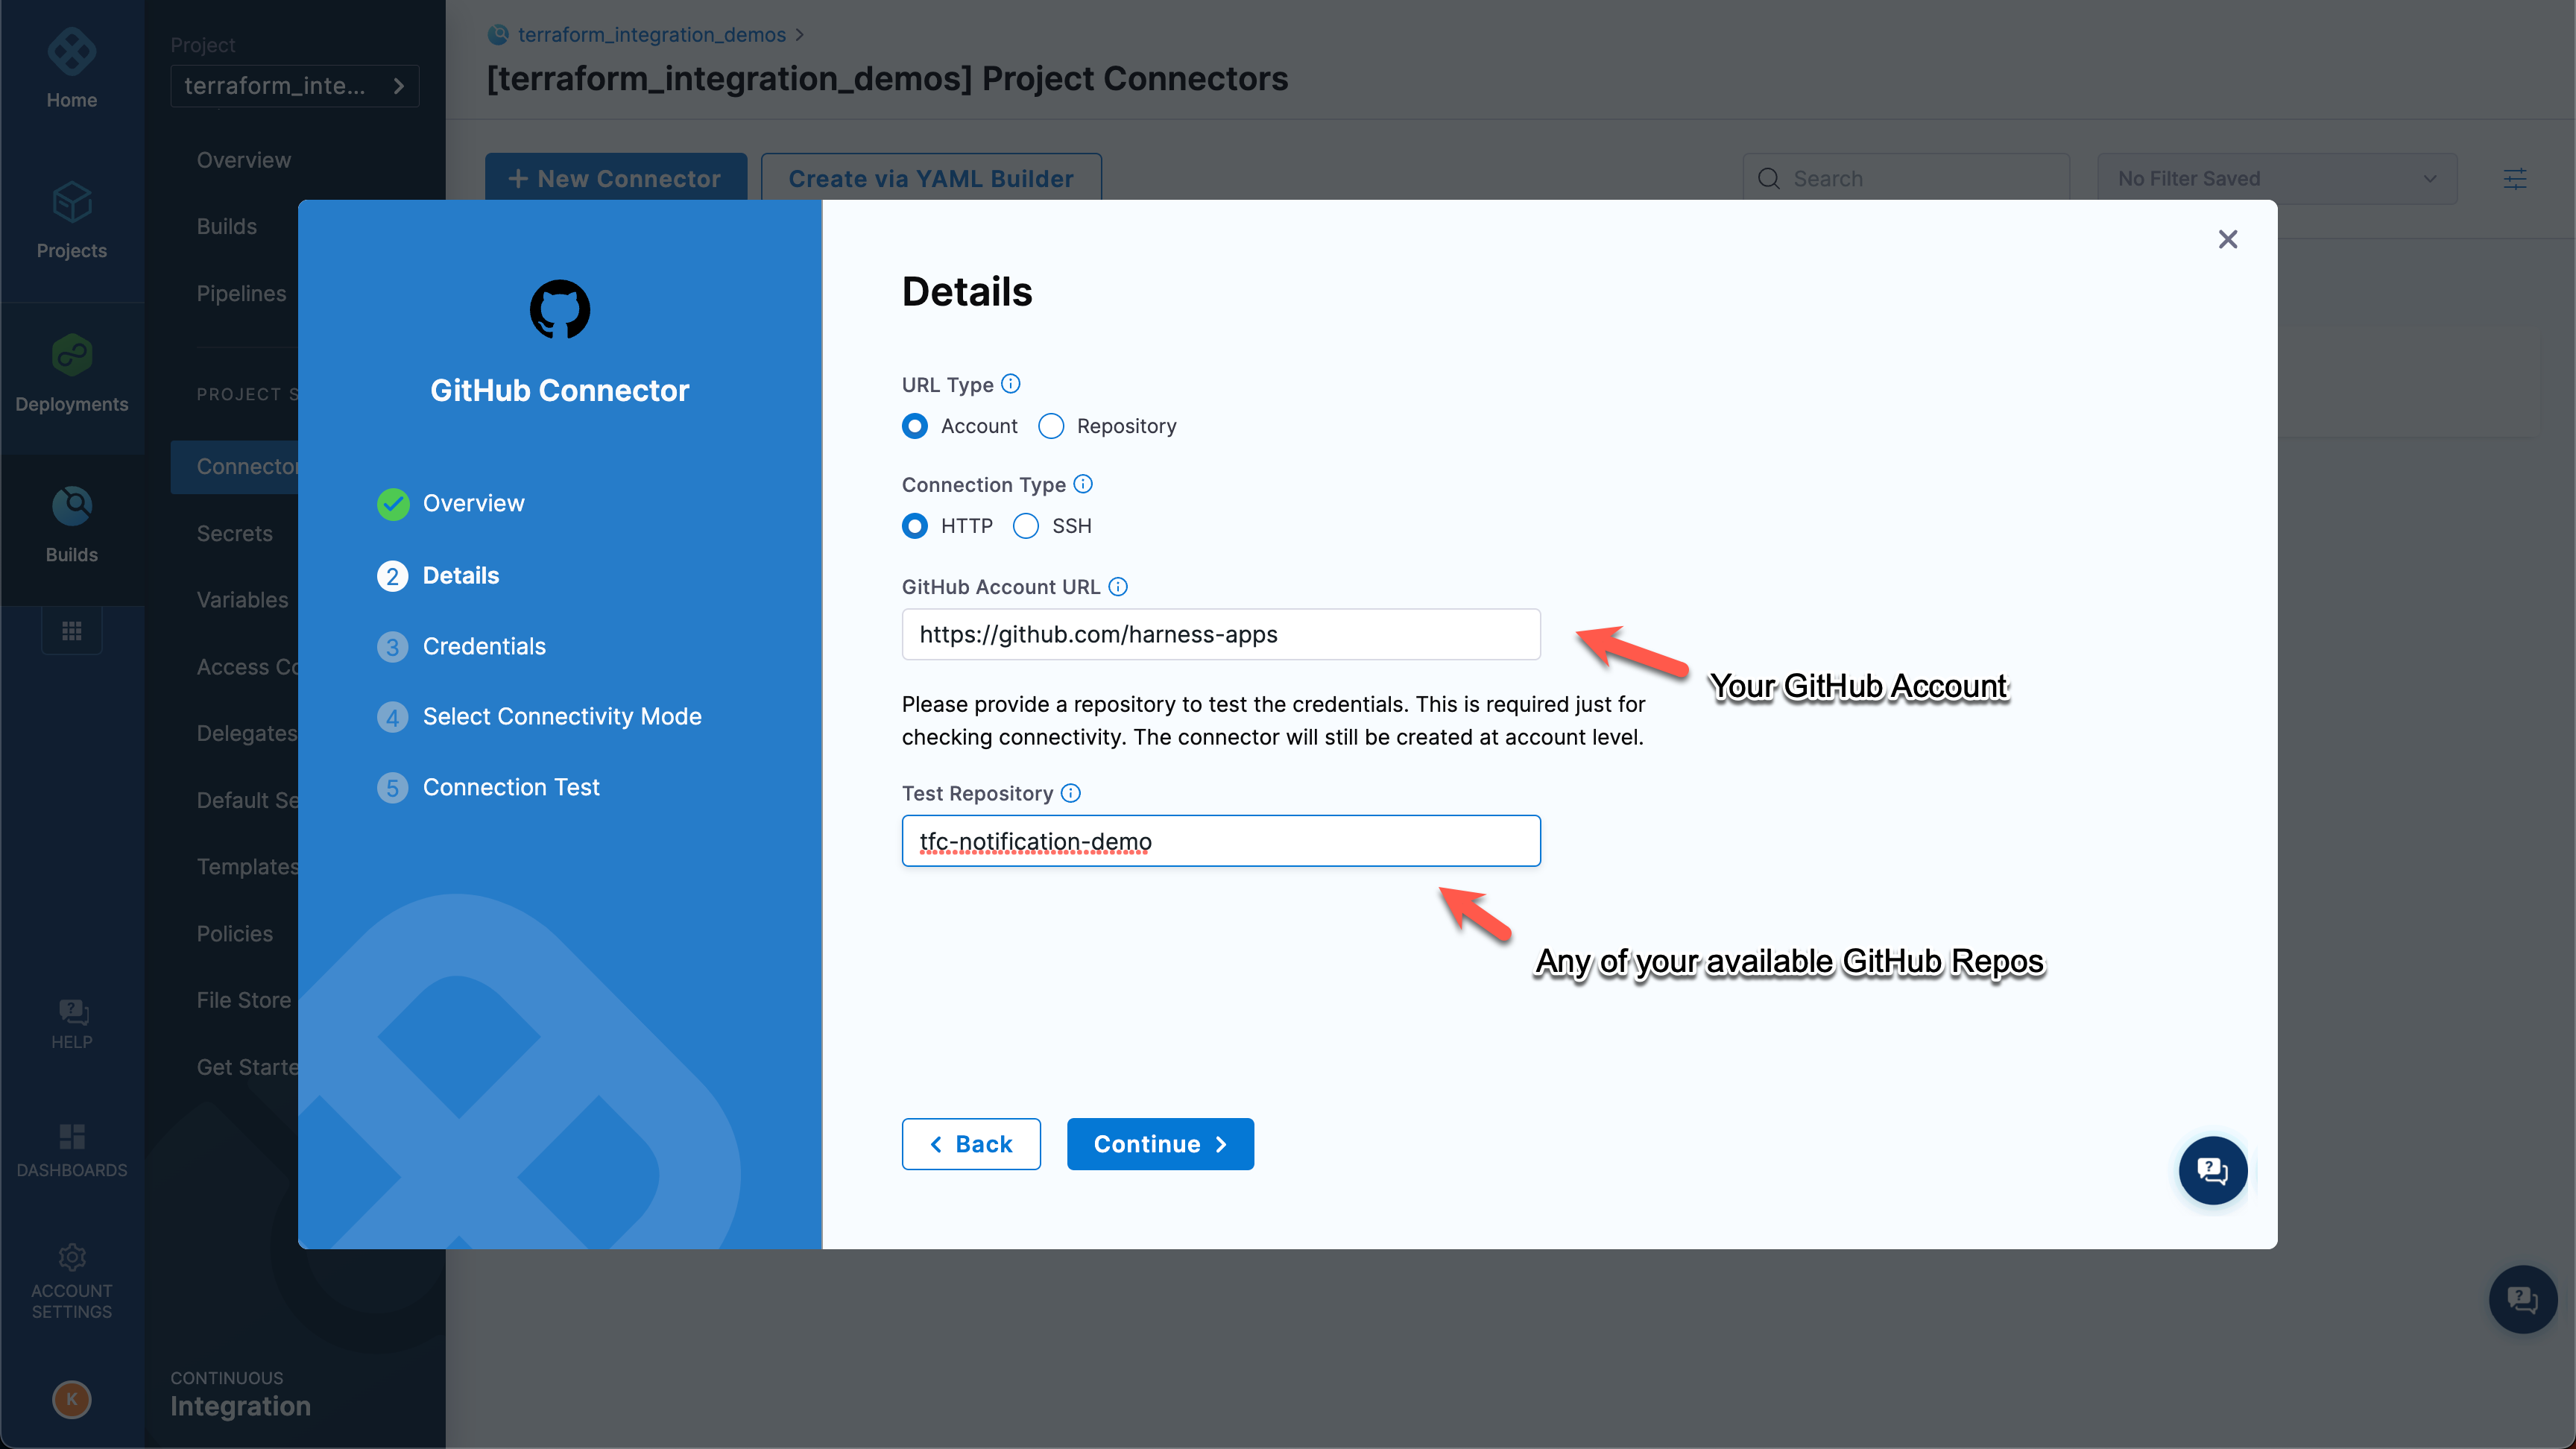 Home
Projects
Deployments
Builds
HELP
DASHBOARDS
ACCOUNT
SETTINGS
K
Project
terraform_inte...
Overview
Builds
Pipelines
PROJECT S
Connector
Secrets
Variables
Access Co
Delegates
Default Se
Templates
Policies
File Store
Get Starte
CONTINUOUS
Integration
terraform_integration_demos
[terraform_integration_demos] Project Connectors
+ New Connector
Create via YAML Builder
Search
No Filter Saved
GitHub Connector
Overview
2 Details
3 Credentials
4 Select Connectivity Mode
5 Connection Test
Details
URL Type
Account
Repository
Connection Type
HTTP
SSH
GitHub Account URL
https://github.com/harness-apps
Your GitHub Account
Please provide a repository to test the credentials. This is required just for
checking connectivity. The connector will still be created at account level.
Test Repository
tfc-notification-demo
Any of your available GitHub Repos
Back
Continue